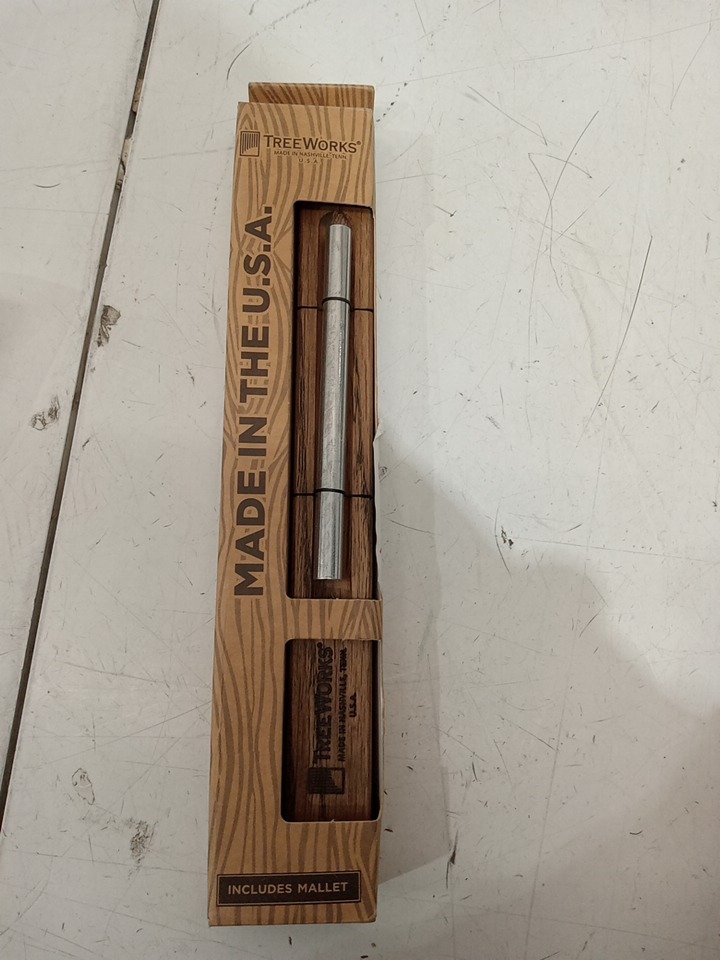 TREEWORKS®
MADE IN NASHVILLE, TENN.
U.S.A.
MADE IN THE U.S.A.
TREEWORKS®
MADE IN NASHVILLE, TENN.
U.S.A.
INCLUDES MALLET